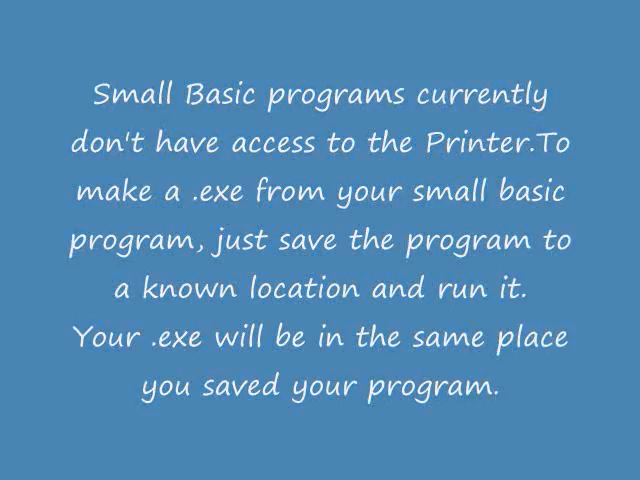 Small Basic programs currently
don't have access to the Printer.To
make a .exe from your small basic
program, just save the program to
a known location and run it.
Your .exe will be in the same place
you saved your program.